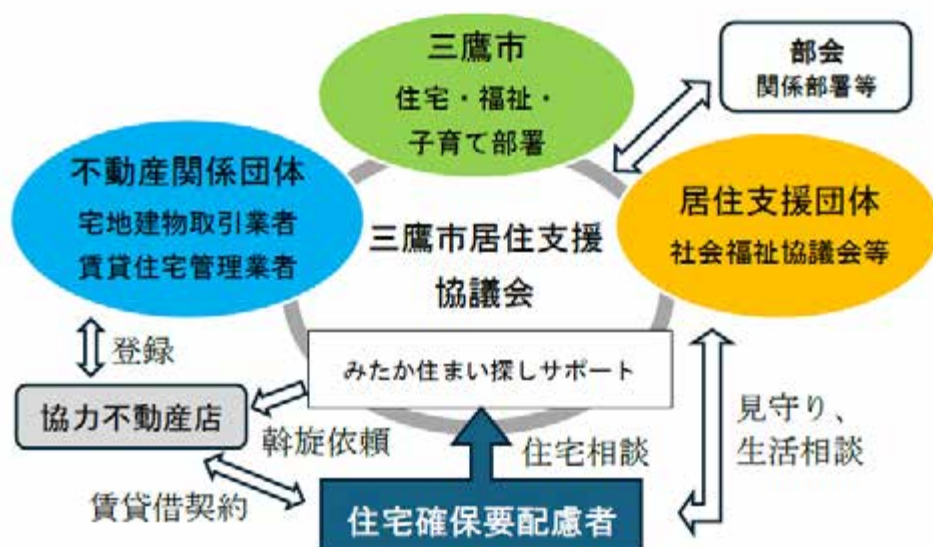 三鷹市
住宅・福祉・
子育て部署
部会
関係部署等
不動産関係団体
宅地建物取引業者
賃貸住宅管理業者
三鷹市居住支援
協議会
居住支援団体
社会福祉協議会等
登録
みたか住まい探しサポート
協力不動産店
斡旋依頼
住宅相談
見守り、
生活相談
賃貸借契約
住宅確保要配慮者